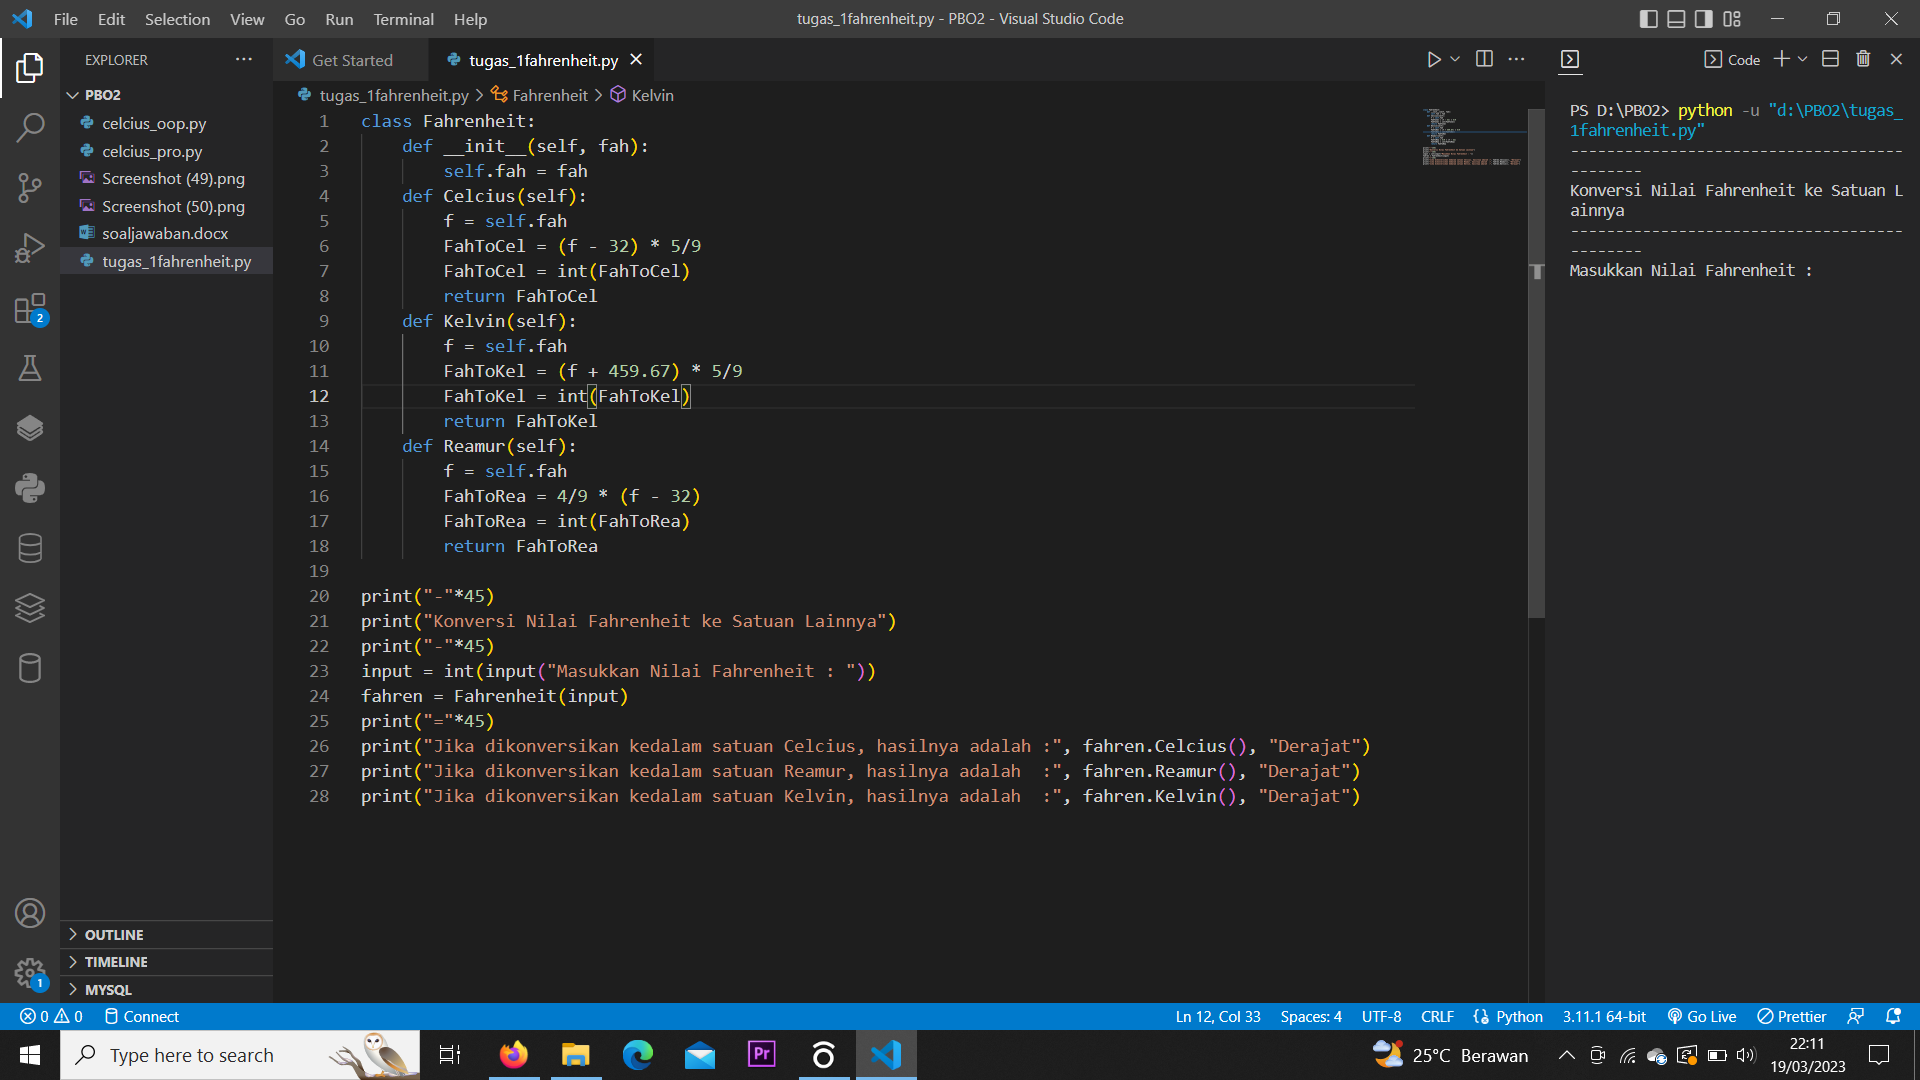 File Edit Selection View Go Run Terminal Help
tugas_1fahrenheit.py - PBO2 - Visual Studio Code
EXPLORER
PBO2
celcius_oop.py
celcius_pro.py
Screenshot (49).png
Screenshot (50).png
soaljawaban.docx
tugas_1fahrenheit.py
OUTLINE
TIMELINE
MYSQL
2
1
Get Started
tugas_1fahrenheit.py
tugas_1fahrenheit.py > Fahrenheit > Kelvin
1 class Fahrenheit:
2     def __init__(self, fah):
3         self.fah = fah
4     def Celcius(self):
5         f = self.fah
6         FahToCel = (f - 32) * 5/9
7         FahToCel = int(FahToCel)
8         return FahToCel
9     def Kelvin(self):
10         f = self.fah
11         FahToKel = (f + 459.67) * 5/9
12         FahToKel = int(FahToKel)
13         return FahToKel
14     def Reamur(self):
15         f = self.fah
16         FahToRea = 4/9 * (f - 32)
17         FahToRea = int(FahToRea)
18         return FahToRea
19
20 print("-"*45)
21 print("Konversi Nilai Fahrenheit ke Satuan Lainnya")
22 print("-"*45)
23 input = int(input("Masukkan Nilai Fahrenheit : "))
24 fahren = Fahrenheit(input)
25 print("="*45)
26 print("Jika dikonversikan kedalam satuan Celcius, hasilnya adalah :", fahren.Celcius(), "Derajat")
27 print("Jika dikonversikan kedalam satuan Reamur, hasilnya adalah  :", fahren.Reamur(), "Derajat")
28 print("Jika dikonversikan kedalam satuan Kelvin, hasilnya adalah  :", fahren.Kelvin(), "Derajat")
Code
PS D:\PBO2> python -u "d:\PBO2\tugas_
1fahrenheit.py"
-------------------------------------
--------
Konversi Nilai Fahrenheit ke Satuan L
ainnya
-------------------------------------
--------
Masukkan Nilai Fahrenheit :
0 0 Connect
Ln 12, Col 33 Spaces: 4 UTF-8 CRLF Python 3.11.1 64-bit Go Live Prettier
Type here to search
Pr
25°C Berawan
22:11
19/03/2023